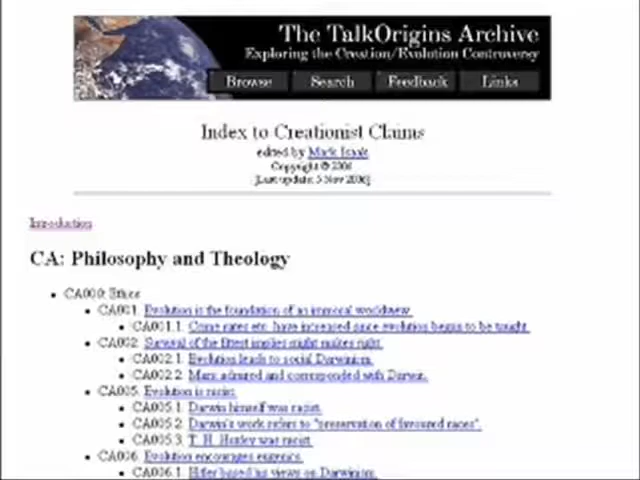 The TalkOrigins Archive
Exploring the Creation/Evolution Controversy
Browse Search Feedback Links
Index to Creationist Claims
edited by Mark Isaak
Copyright © 2006
[Last update: 5 Nov 2006]
Introduction
CA: Philosophy and Theology
CA000: Ethics
CA001. Evolution is the foundation of an immoral worldview.
CA001.1. Crime rates etc. have increased since evolution began to be taught.
CA002. Survival of the fittest implies might makes right.
CA002.1. Evolution leads to social Darwinism.
CA002.2. Marx admired and corresponded with Darwin.
CA005. Evolution is racist.
CA005.1. Darwin himself was racist.
CA005.2. Darwin's work refers to "preservation of favoured races".
CA005.3. T. H. Huxley was racist.
CA006. Evolution encourages eugenics.
CA006.1. Hitler based his views on Darwinism.